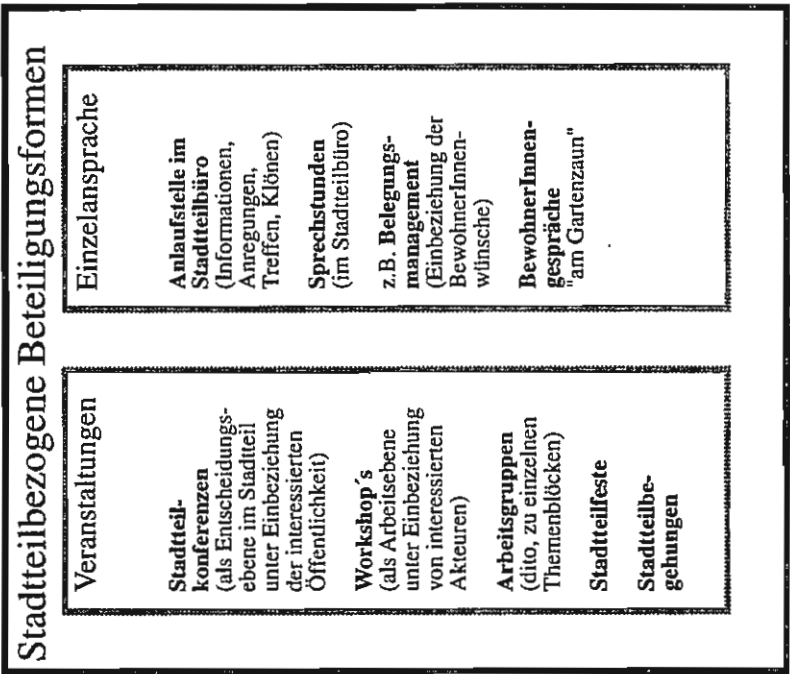 Stadtteilbezogene Beteiligungsformen
Veranstaltungen
Stadtteil-
konferenzen
(als Entscheidungs-
ebene im Stadtteil
unter Einbeziehung
der interessierten
Öffentlichkeit)
Workshop´s
(als Arbeitsebene
unter Einbeziehung
von interessierten
Akteuren)
Arbeitsgruppen
(dito, zu einzelnen
Themenblöcken)
Stadtteilfeste
Stadtteilbe-
gehungen
Einzelansprache
Anlaufstelle im
Stadtteilbüro
(Informationen,
Anregungen,
Treffen, Klönen)
Sprechstunden
(im Stadtteilbüro)
z.B. Belegungs-
management
(Einbeziehung der
BewohnerInnen-
wünsche)
BewohnerInnen-
gespräche
"am Gartenzaun"